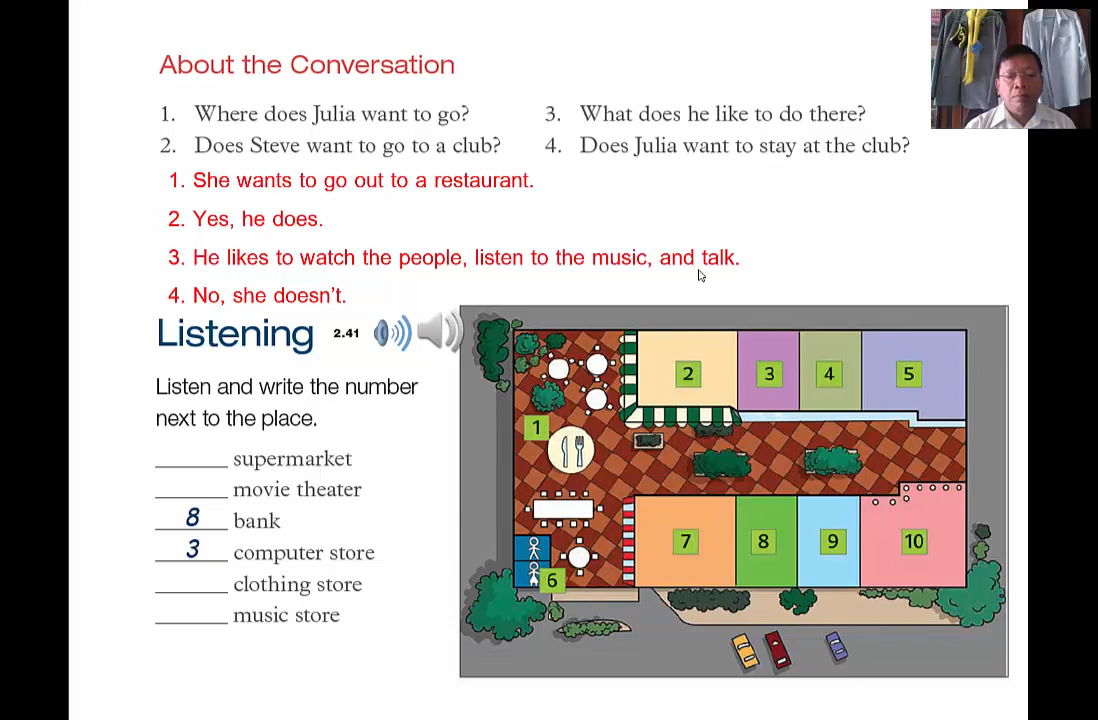 About the Conversation
1. Where does Julia want to go?
2. Does Steve want to go to a club?
3. What does he like to do there?
4. Does Julia want to stay at the club?
1. She wants to go out to a restaurant.
2. Yes, he does.
3. He likes to watch the people, listen to the music, and talk.
4. No, she doesn't.
Listening 2.41
Listen and write the number
next to the place.
______ supermarket
______ movie theater
8 bank
3 computer store
______ clothing store
______ music store
1
2
3
4
5
6
7
8
9
10